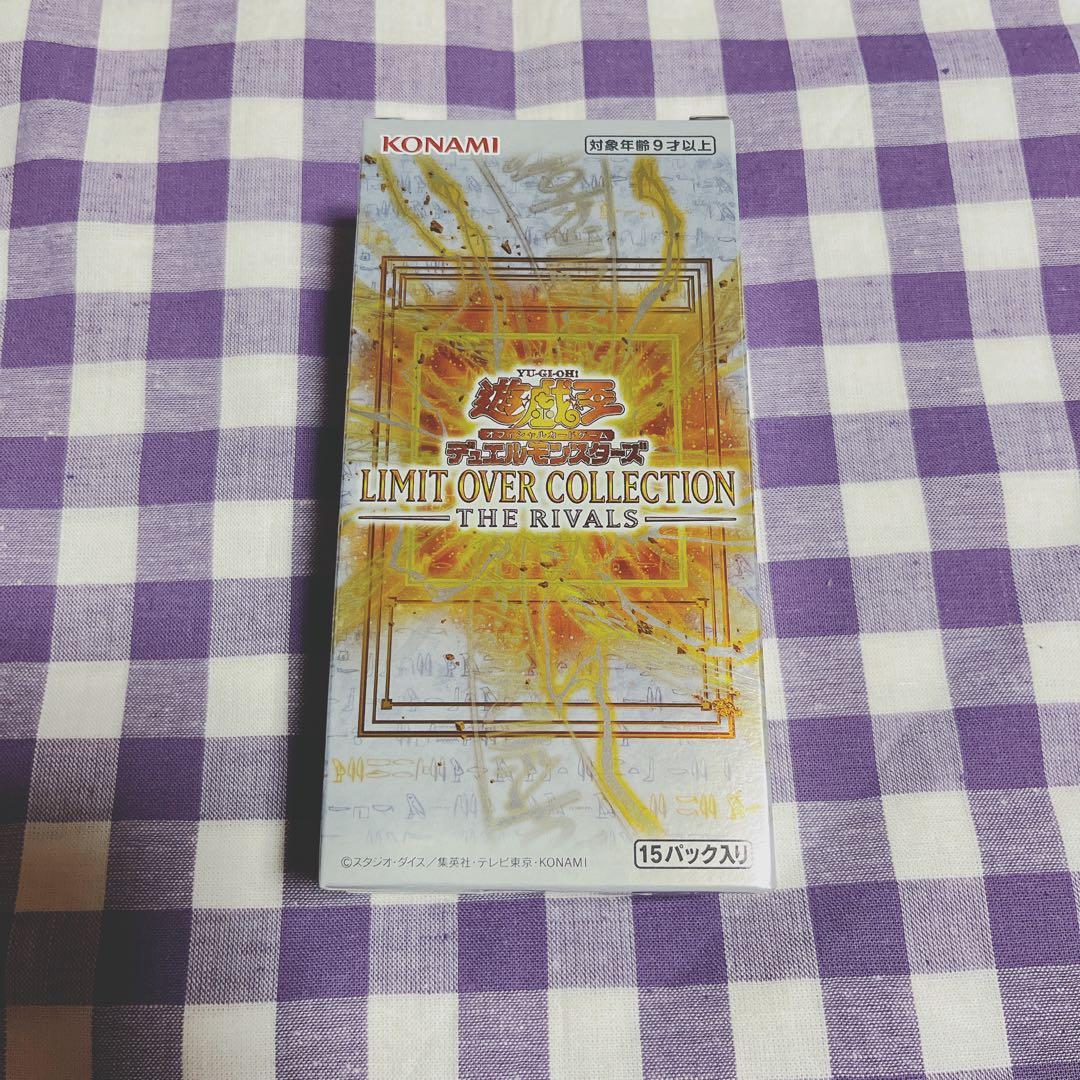 KONAMI
対象年齢9才以上
YU-GI-OH!
遊戯王
オフィシャルカードゲーム
デュエルモンスターズ
LIMIT OVER COLLECTION
THE RIVALS
©スタジオ・ダイス/集英社・テレビ東京・KONAMI
15パック入り